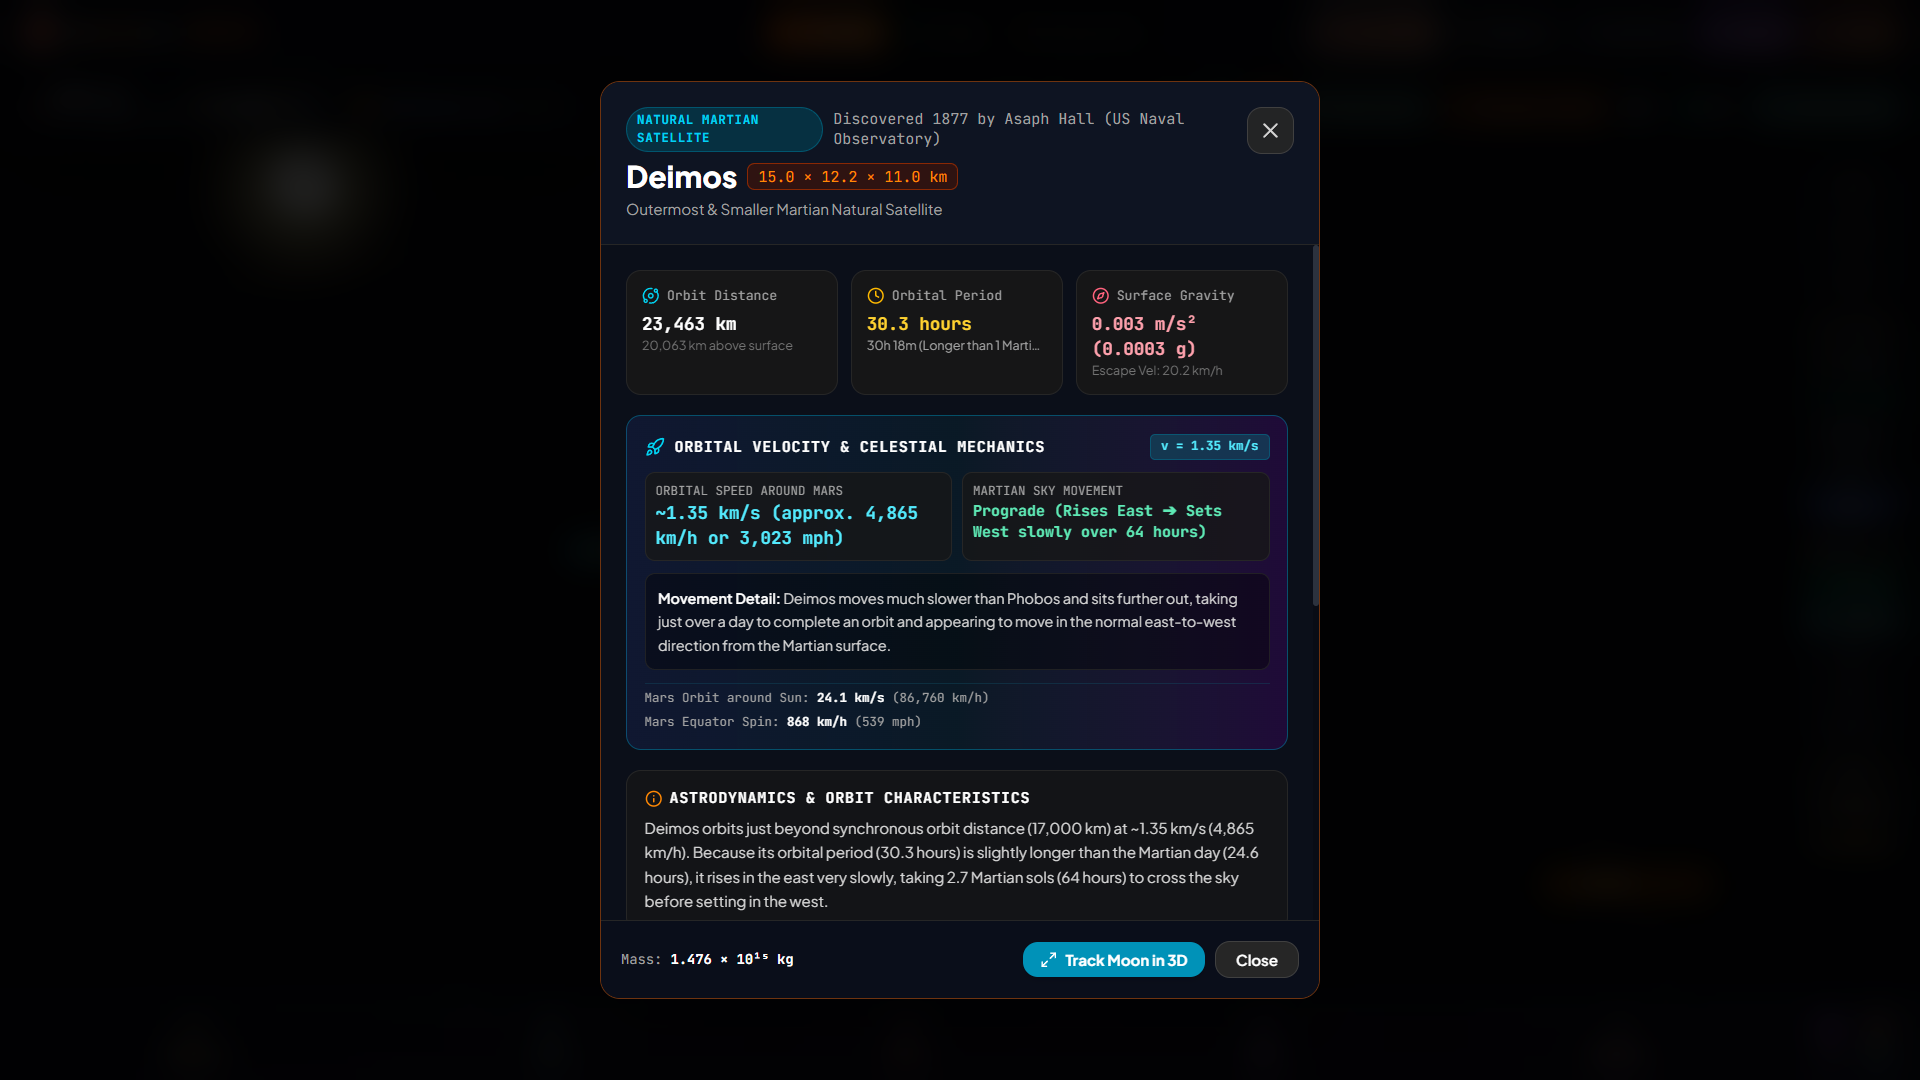 NATURAL MARTIAN
SATELLITE
Discovered 1877 by Asaph Hall (US Naval
Observatory)
Deimos
15.0 × 12.2 × 11.0 km
Outermost & Smaller Martian Natural Satellite
Orbit Distance
23,463 km
20,063 km above surface
Orbital Period
30.3 hours
30h 18m (Longer than 1 Marti…
Surface Gravity
0.003 m/s²
(0.0003 g)
Escape Vel: 20.2 km/h
ORBITAL VELOCITY & CELESTIAL MECHANICS
v = 1.35 km/s
ORBITAL SPEED AROUND MARS
~1.35 km/s (approx. 4,865
km/h or 3,023 mph)
MARTIAN SKY MOVEMENT
Prograde (Rises East ➔ Sets
West slowly over 64 hours)
Movement Detail: Deimos moves much slower than Phobos and sits further out, taking
just over a day to complete an orbit and appearing to move in the normal east-to-west
direction from the Martian surface.
Mars Orbit around Sun: 24.1 km/s (86,760 km/h)
Mars Equator Spin: 868 km/h (539 mph)
ASTRODYNAMICS & ORBIT CHARACTERISTICS
Deimos orbits just beyond synchronous orbit distance (17,000 km) at ~1.35 km/s (4,865
km/h). Because its orbital period (30.3 hours) is slightly longer than the Martian day (24.6
hours), it rises in the east very slowly, taking 2.7 Martian sols (64 hours) to cross the sky
before setting in the west.
Mass: 1.476 × 10¹⁵ kg
Track Moon in 3D
Close